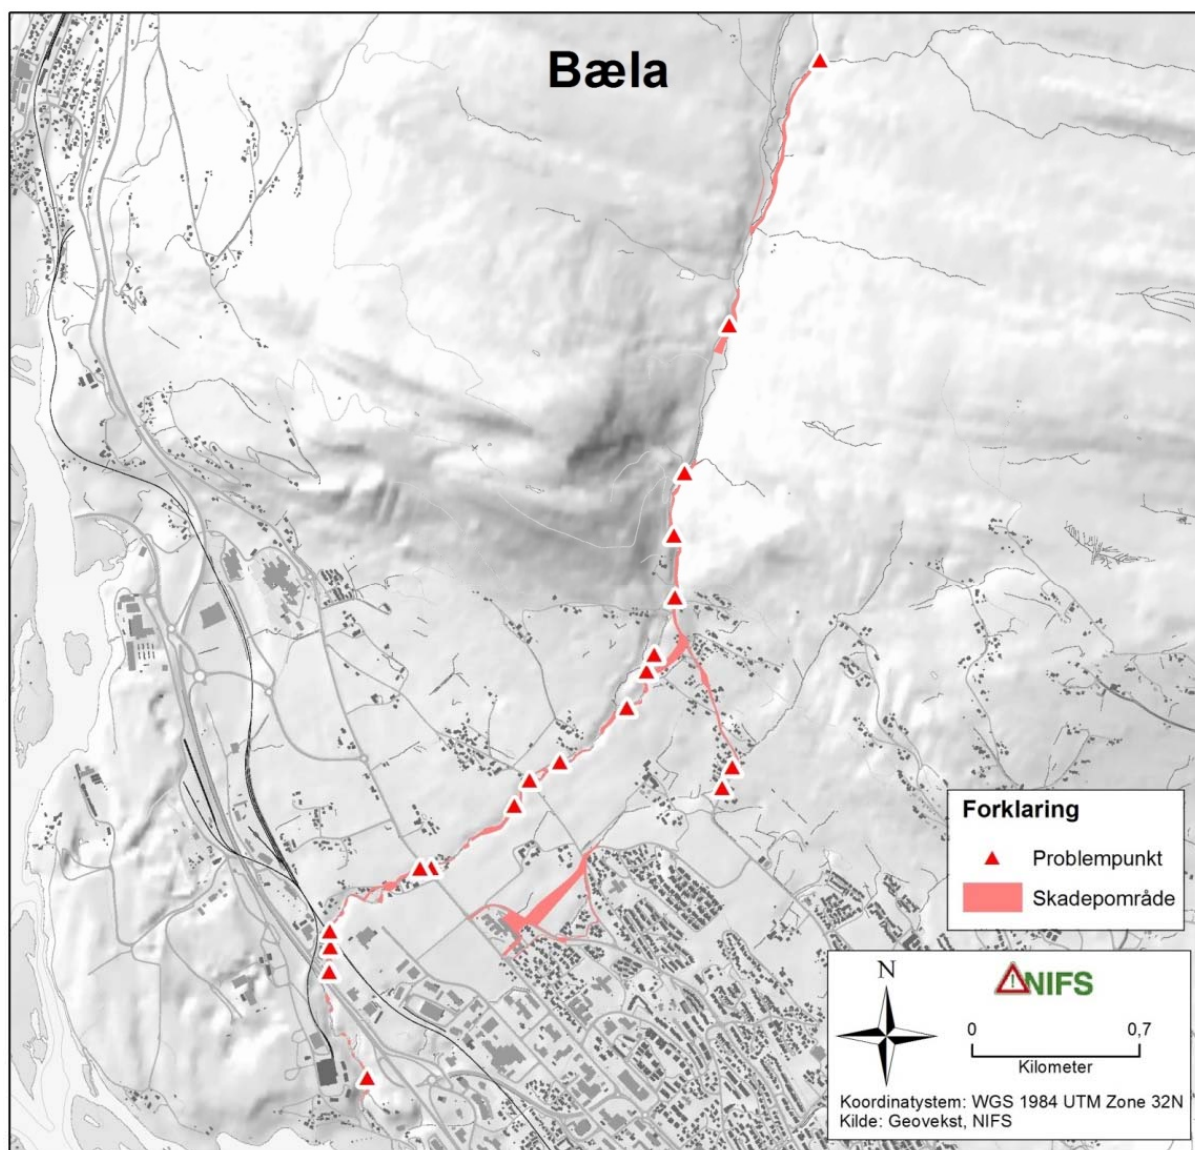 Bæla
Forklaring
Problempunkt
Skadepområde
N
NIFS
0 0,7
Kilometer
Koordinatystem: WGS 1984 UTM Zone 32N
Kilde: Geovekst, NIFS